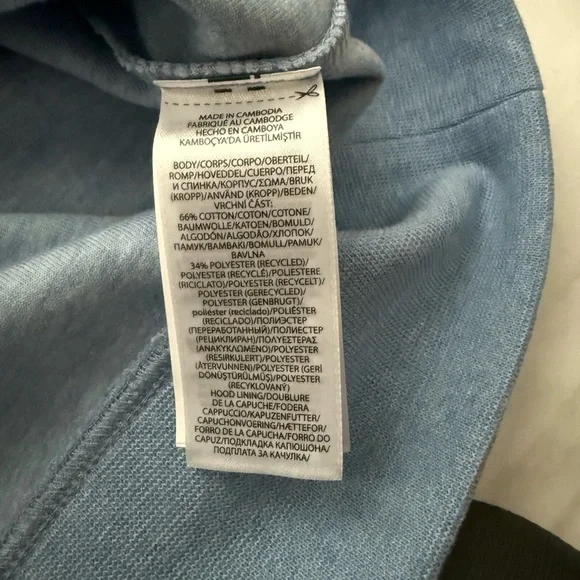 MADE IN CAMBODIA
FABRIQUÉ AU CAMBODGE
HECHO EN CAMBOYA
KAMBOÇYA'DA ÜRETİLMİŞTİR
BODY/CORPS/CORPO/OBERTEIL/
ROMP/HOVEDDEL/CUERPO/ПЕРЕД
И СПИНКА/КОРПУС/ΣΩΜΑ/BRUK
(KROPP)/ANVÄND (KROPP)/BEDEN/
VRCHNÍ ČÁST;
66% COTTON/COTON/COTONE/
BAUMWOLLE/KATOEN/BOMULD/
ALGODÓN/ALGODÃO/ХЛОПОК/
ПАМУК/ΒΑΜΒΑΚΙ/BOMULL/PAMUK/
BAVLNA
34% POLYESTER (RECYCLED)/
POLYESTER (RECYCLÉ)/POLIESTERE
(RICICLATO)/POLYESTER (RECYCELT)/
POLYESTER (GERECYCLED)/
POLYESTER (GENBRUGT)/
poliéster (reciclado)/POLIÉSTER
(RECICLADO)/ПОЛИЭСТЕР
(ПЕРЕРАБОТАННЫЙ)/ПОЛИЕСТЕР
(РЕЦИКЛИРАН)/ΠΟΛΥΕΣΤΕΡΑΣ
(ΑΝΑΚΥΚΛΩΜΕΝΟ)/POLYESTER
(RESIRKULERT)/POLYESTER
(ÅTERVUNNEN)/POLYESTER (GERİ
DÖNÜŞTÜRÜLMÜŞ)/POLYESTER
(RECYKLOVANÝ)
HOOD LINING/DOUBLURE
DE LA CAPUCHE/FODERA
CAPPUCCIO/KAPUZENFUTTER/
CAPUCHONVOERING/HÆTTEFOR/
FORRO DE LA CAPUCHA/FORRO DO
CAPUZ/ПОДКЛАДКА КАПЮШОНА/
ПОДПЛАТА ЗА КАЧУЛКА/